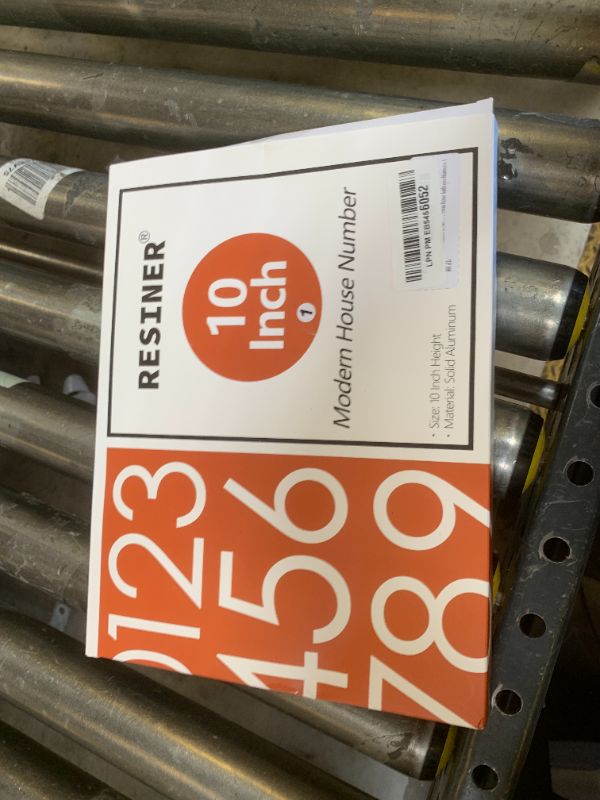 RESINER®
10
Inch
1
Modern House Number
LPN PM EB5456052
• Size: 10 Inch Height
• Material: Solid Aluminum
0123
456
789